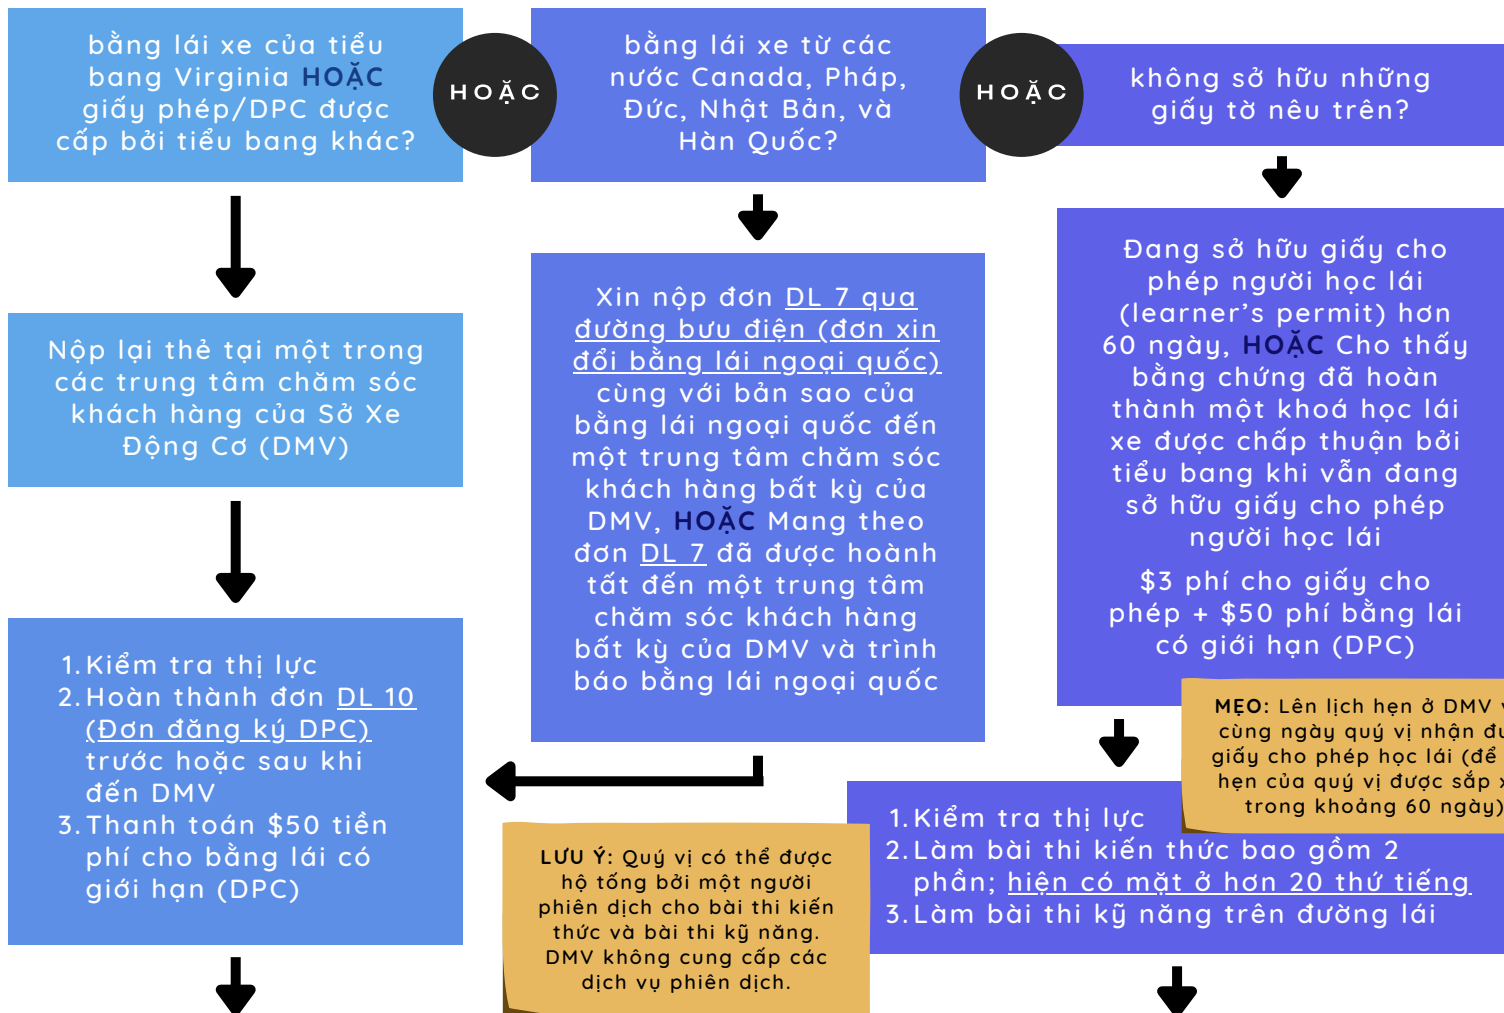 bằng lái xe của tiểu
bang Virginia HOẶC
giấy phép/DPC được
cấp bởi tiểu bang khác?
HOẶC
bằng lái xe từ các
nước Canada, Pháp,
Đức, Nhật Bản, và
Hàn Quốc?
HOẶC
không sở hữu những
giấy tờ nêu trên?
Nộp lại thẻ tại một trong
các trung tâm chăm sóc
khách hàng của Sở Xe
Động Cơ (DMV)
1. Kiểm tra thị lực
2. Hoàn thành đơn DL 10
(Đơn đăng ký DPC)
trước hoặc sau khi
đến DMV
3. Thanh toán $50 tiền
phí cho bằng lái có
giới hạn (DPC)
Xin nộp đơn DL 7 qua
đường bưu điện (đơn xin
đổi bằng lái ngoại quốc)
cùng với bản sao của
bằng lái ngoại quốc đến
một trung tâm chăm sóc
khách hàng bất kỳ của
DMV, HOẶC Mang theo
đơn DL 7 đã được hoàn
tất đến một trung tâm
chăm sóc khách hàng
bất kỳ của DMV và trình
báo bằng lái ngoại quốc
LƯU Ý: Quý vị có thể được
hộ tống bởi một người
phiên dịch cho bài thi kiến
thức và bài thi kỹ năng.
DMV không cung cấp các
dịch vụ phiên dịch.
Đang sở hữu giấy cho
phép người học lái
(learner's permit) hơn
60 ngày, HOẶC Cho thấy
bằng chứng đã hoàn
thành một khoá học lái
xe được chấp thuận bởi
tiểu bang khi vẫn đang
sở hữu giấy cho phép
người học lái
$3 phí cho giấy cho
phép + $50 phí bằng lái
có giới hạn (DPC)
MẸO: Lên lịch hẹn ở DMV
cùng ngày quý vị nhận
giấy cho phép học lái (để
hẹn của quý vị được sắp
trong khoảng 60 ngày)
1. Kiểm tra thị lực
2. Làm bài thi kiến thức bao gồm 2
phần; hiện có mặt ở hơn 20 thứ tiếng
3. Làm bài thi kỹ năng trên đường lái